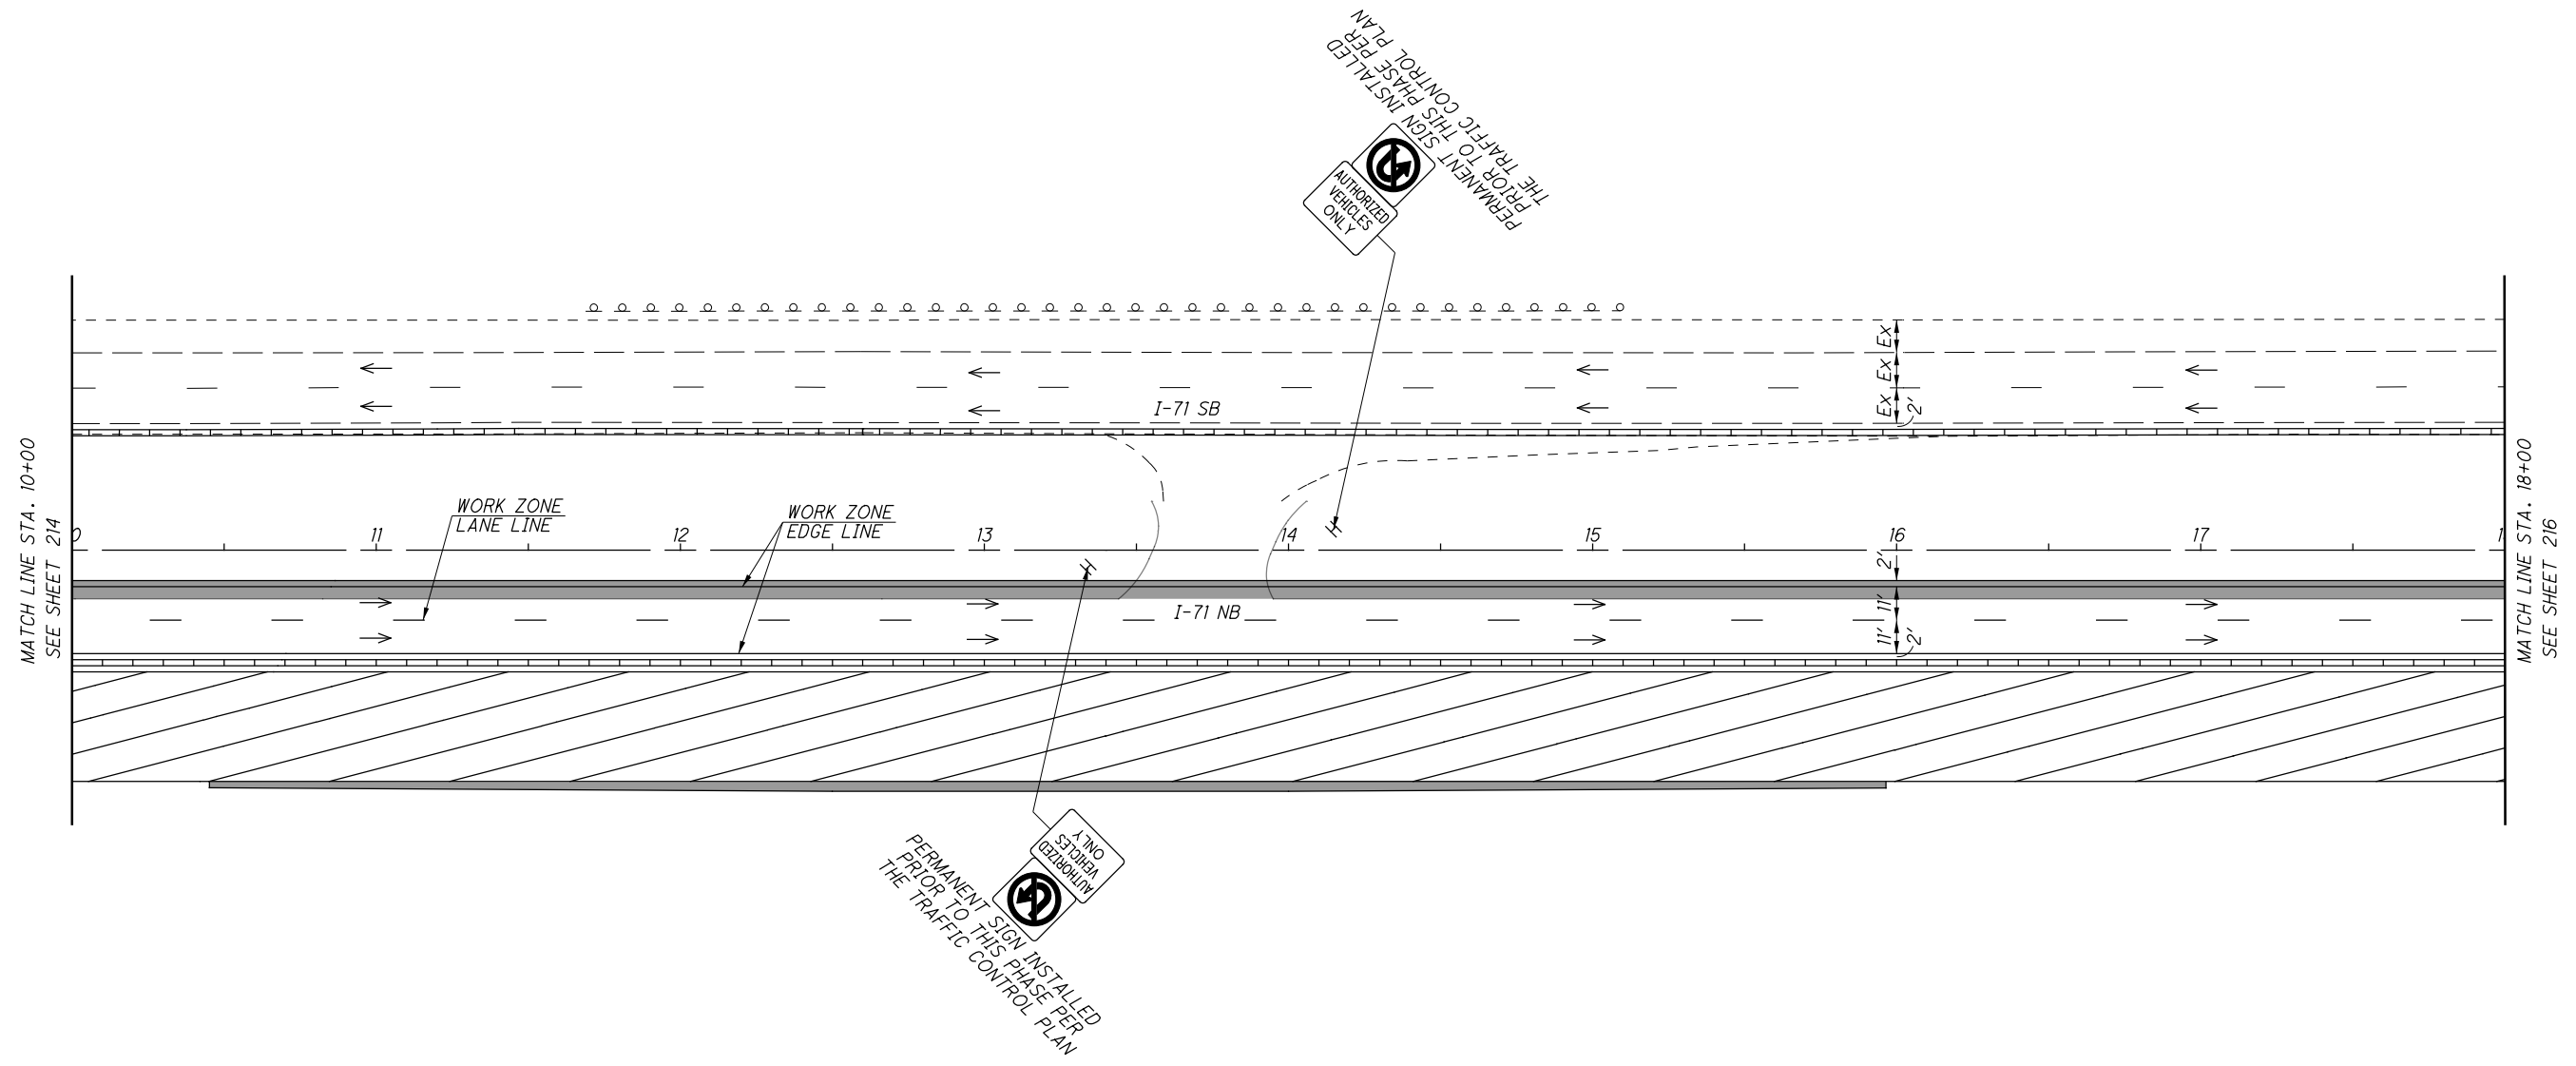 PERMANENT SIGN INSTALLED
PRIOR TO THIS PHASE PER
THE TRAFFIC CONTROL PLAN
AUTHORIZED
VEHICLES
ONLY
EX
EX
EX
2'
I-71 SB
MATCH LINE STA. 10+00
SEE SHEET 214
WORK ZONE
LANE LINE
WORK ZONE
EDGE LINE
0 11 12 13 14 15 16 17 1
2'
11'
11'
2'
I-71 NB
MATCH LINE STA. 18+00
SEE SHEET 216
AUTHORIZED
VEHICLES
ONLY
PERMANENT SIGN INSTALLED
PRIOR TO THIS PHASE PER
THE TRAFFIC CONTROL PLAN